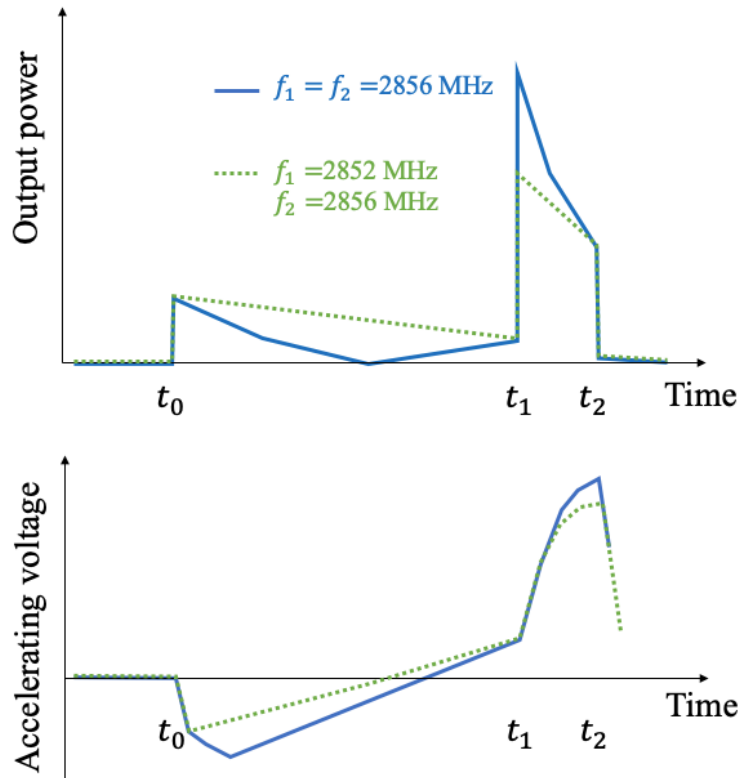 Output power
f₁ = f₂ =2856 MHz
f₁ =2852 MHz
f₂ =2856 MHz
t₀
t₁
t₂
Time
Accelerating voltage
Time
t₀
t₁
t₂